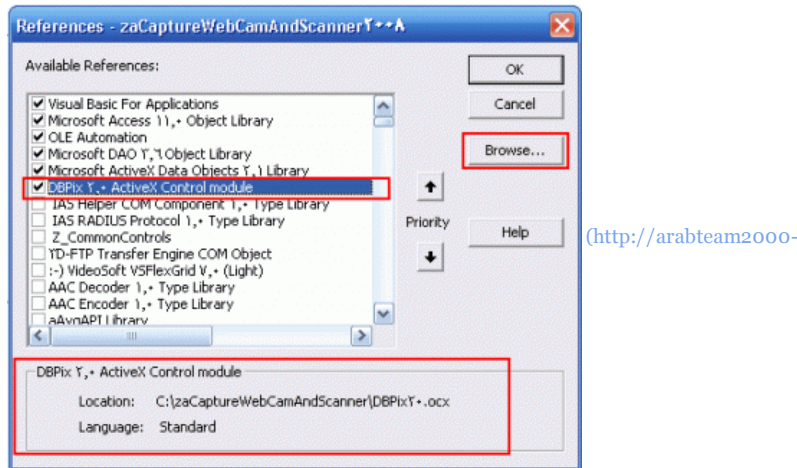 References - zaCaptureWebCamAndScanner٢٠٠٨
Available References:
OK
Cancel
Browse...
Help
Priority
Visual Basic For Applications
Microsoft Access ١١,٠ Object Library
OLE Automation
Microsoft DAO ٣,٦ Object Library
Microsoft ActiveX Data Objects ٢,١ Library
DBPix ٢,٠ ActiveX Control module
IAS Helper COM Component ١,٠ Type Library
IAS RADIUS Protocol ١,٠ Type Library
Z_CommonControls
٢D-FTP Transfer Engine COM Object
:-) VideoSoft VSFlexGrid ٧,٠ (Light)
AAC Decoder ١,٠ Type Library
AAC Encoder ١,٠ Type Library
aAvgAPI Library
DBPix ٢,٠ ActiveX Control module
Location: C:\zaCaptureWebCamAndScanner\DBPix٢٠.ocx
Language: Standard
(http://arabteam2000-